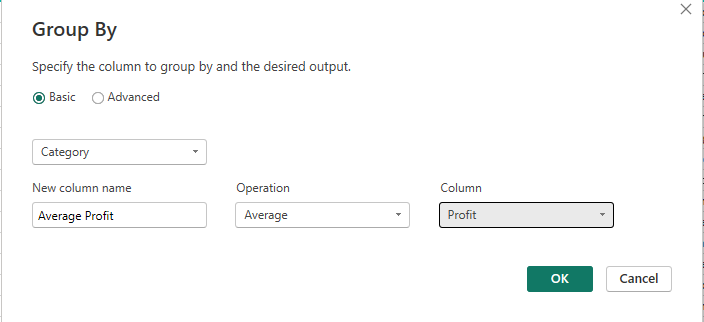 Group By
Specify the column to group by and the desired output.
Basic Advanced
Category
New column name Operation Column
Average Profit Average Profit
OK Cancel